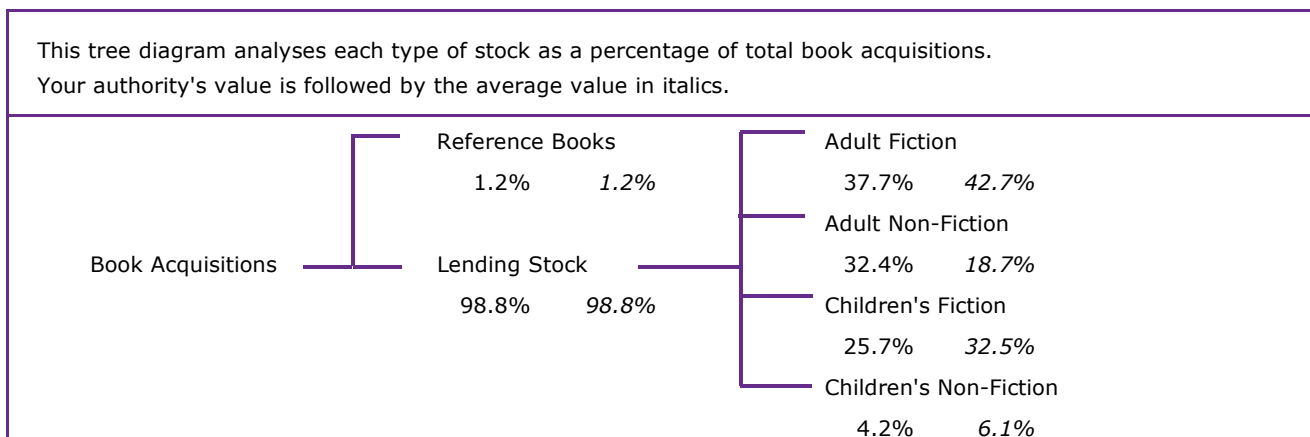 This tree diagram analyses each type of stock as a percentage of total book acquisitions.
Your authority's value is followed by the average value in italics.
Reference Books
1.2% 1.2%
Book Acquisitions
Lending Stock
98.8% 98.8%
Adult Fiction
37.7% 42.7%
Adult Non-Fiction
32.4% 18.7%
Children's Fiction
25.7% 32.5%
Children's Non-Fiction
4.2% 6.1%